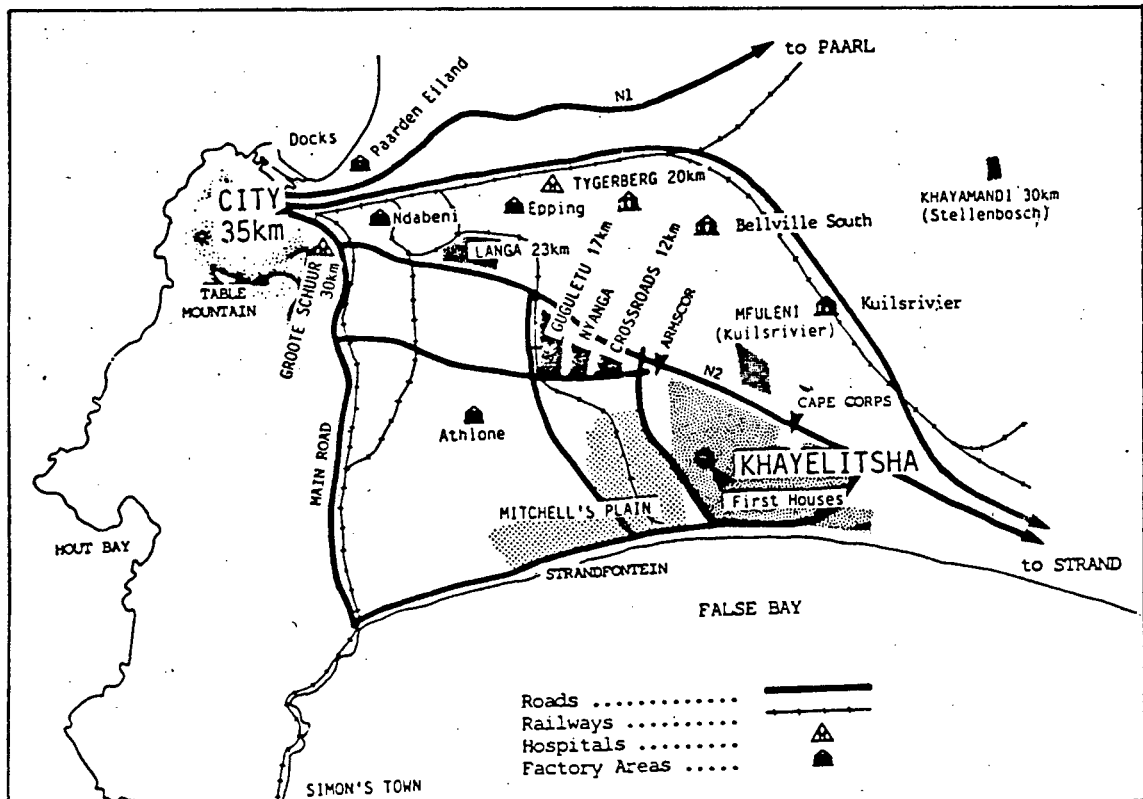 to PAARL
N1
Paarden Eiland
Docks
CITY
35km
TYGERBERG 20km
Epping
Ndabeni
Bellville South
KHAYAMANDI 30km
(Stellenbosch)
LANGA 23km
GUGULETU 17km
NYANGA
CROSSROADS 12km
ARMSCOR
GROOTE SCHUUR
30km
TABLE
MOUNTAIN
MFULENI
(Kuilsrivier)
Kuilsrivier
N2
CAPE CORPS
Athlone
KHAYELITSHA
First Houses
MAIN ROAD
MITCHELL'S PLAIN
HOUT BAY
STRANDFONTEIN
to STRAND
FALSE BAY
Roads ..............
Railways ..........
Hospitals .........
Factory Areas .....
SIMON'S TOWN